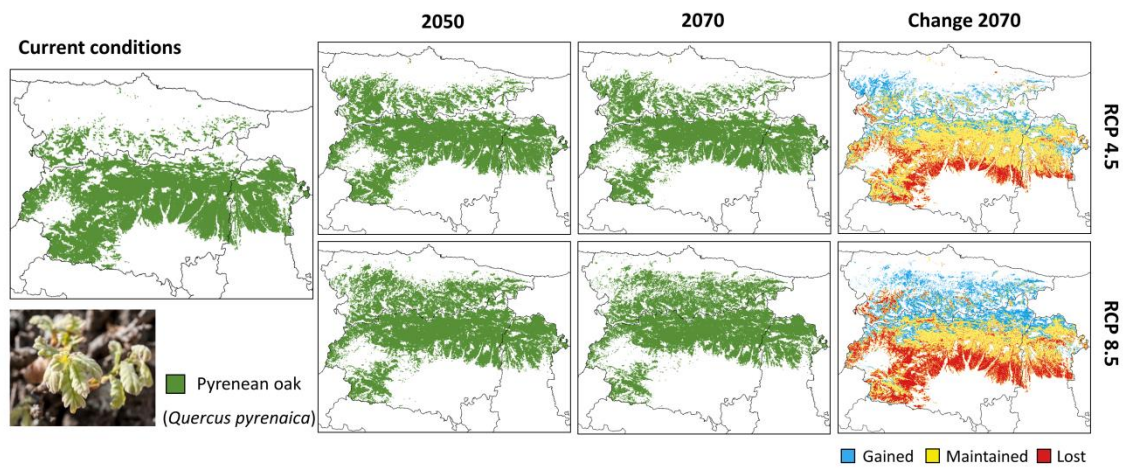 Current conditions
2050
2070
Change 2070
RCP 4.5
RCP 8.5
Pyrenean oak
(Quercus pyrenaica)
Gained
Maintained
Lost